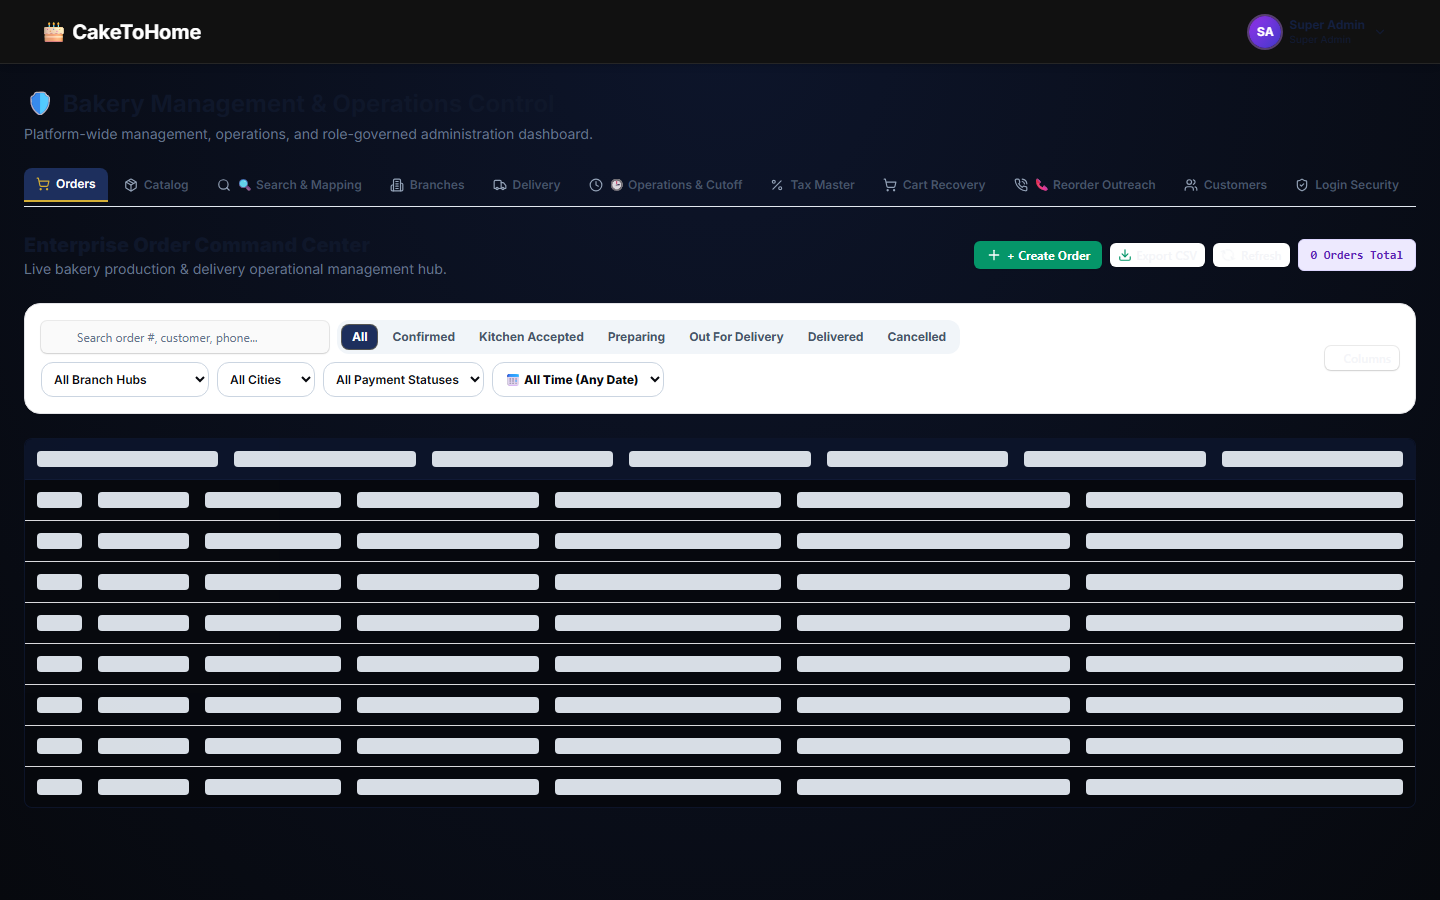 CakeToHome
SA
Super Admin
Super Admin
Bakery Management & Operations Control
Platform-wide management, operations, and role-governed administration dashboard.
Orders
Catalog
Search & Mapping
Branches
Delivery
Operations & Cutoff
Tax Master
Cart Recovery
Reorder Outreach
Customers
Login Security
Enterprise Order Command Center
Live bakery production & delivery operational management hub.
+ Create Order
Export CSV
Refresh
0 Orders Total
Search order #, customer, phone...
All
Confirmed
Kitchen Accepted
Preparing
Out For Delivery
Delivered
Cancelled
Columns
All Branch Hubs
All Cities
All Payment Statuses
All Time (Any Date)